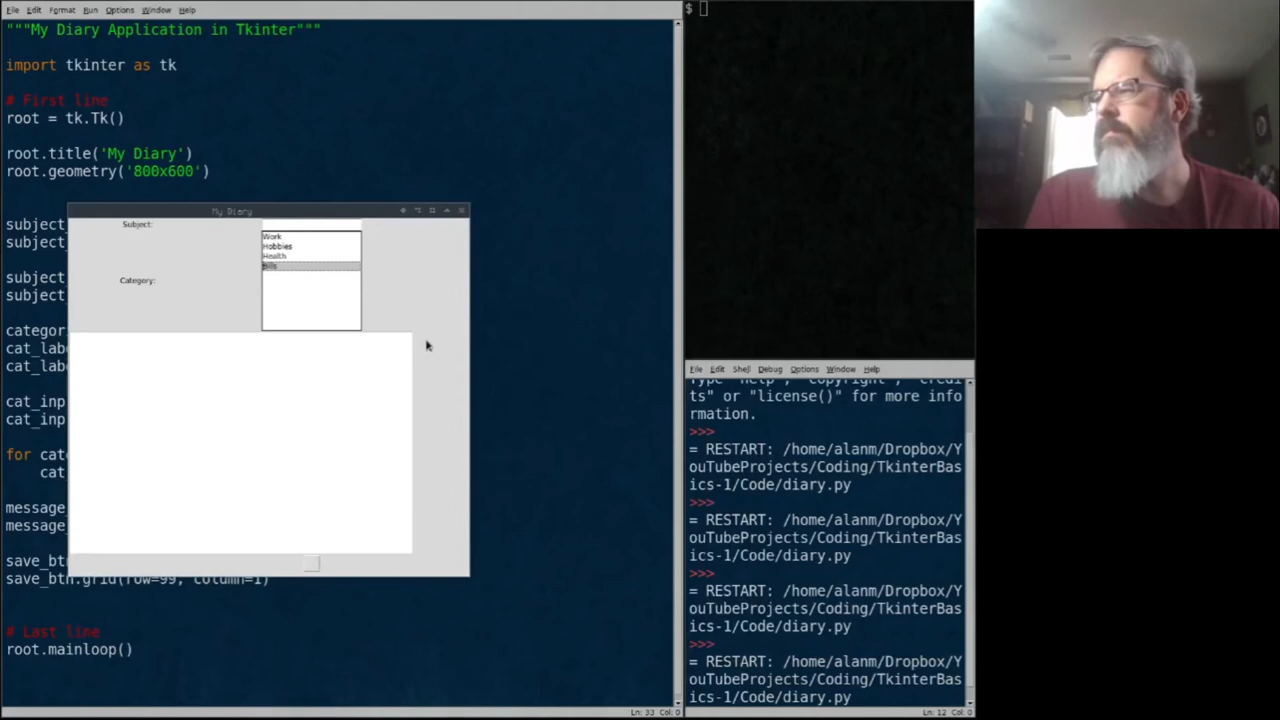 File Edit Format Run Options Window Help
"""My Diary Application in Tkinter"""
import tkinter as tk
# First line
root = tk.Tk()
root.title('My Diary')
root.geometry('800x600')
subject
subject
subject
subject
categor
cat_lab
cat_lab
cat_inp
cat_inp
for cat
cat
message
message
save_bt
save_btn.grid(row=99, column=1)
# Last line
root.mainloop()
Ln: 33 Col: 0
My Diary
Subject:
Work
Hobbies
Health
Bills
Category:
$
File Edit Shell Debug Options Window Help
Type "help", "copyright", "credi
ts" or "license()" for more info
rmation.
>>>
= RESTART: /home/alanm/Dropbox/Y
ouTubeProjects/Coding/TkinterBas
ics-1/Code/diary.py
>>>
= RESTART: /home/alanm/Dropbox/Y
ouTubeProjects/Coding/TkinterBas
ics-1/Code/diary.py
>>>
= RESTART: /home/alanm/Dropbox/Y
ouTubeProjects/Coding/TkinterBas
ics-1/Code/diary.py
>>>
= RESTART: /home/alanm/Dropbox/Y
ouTubeProjects/Coding/TkinterBas
ics-1/Code/diary.py
Ln: 12 Col: 0